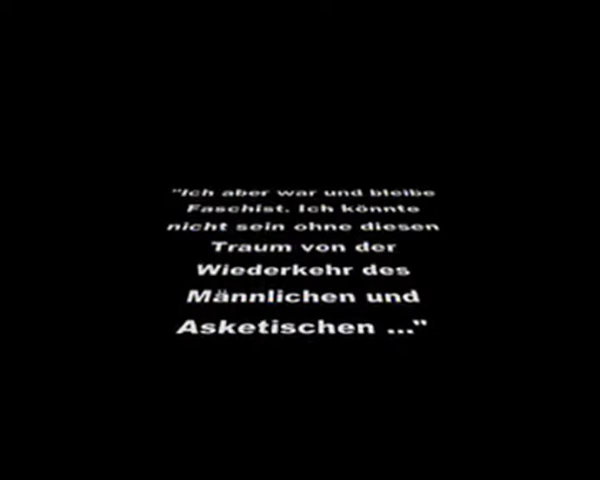 "Ich aber war und bleibe
Faschist. Ich könnte
nicht sein ohne diesen
Traum von der
Wiederkehr des
Männlichen und
Asketischen ..."